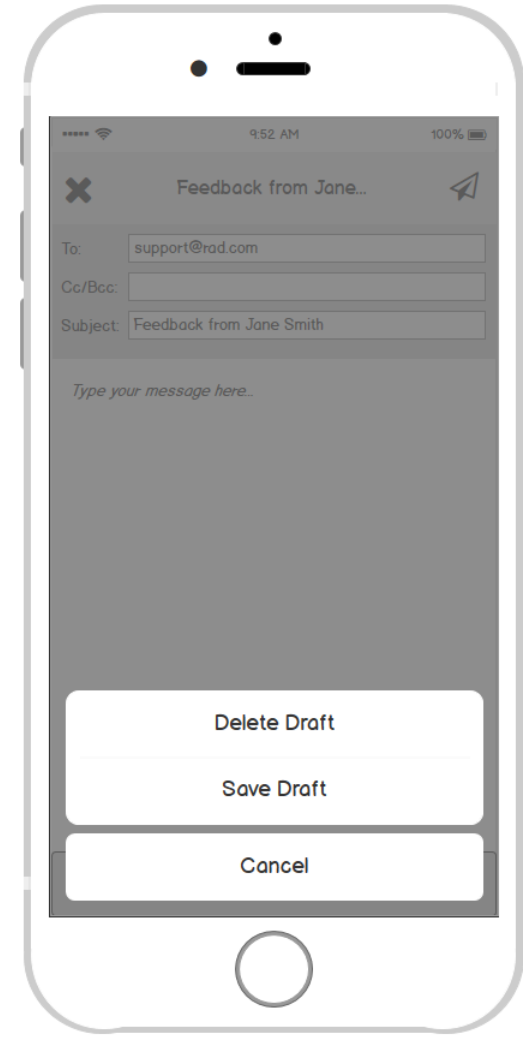 9:52 AM 100%
Feedback from Jane...
To: support@rad.com
Cc/Bcc:
Subject: Feedback from Jane Smith
Type your message here...
Delete Draft
Save Draft
Cancel